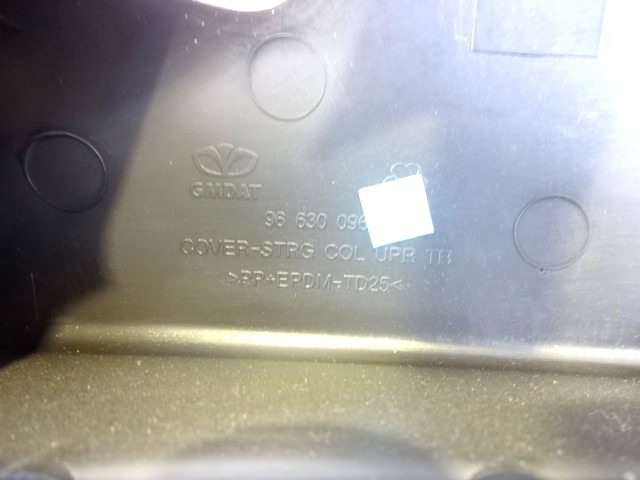 GMDAT
96 630 096
COVER-STRG COL UPR TR
>PP+EPDM-TD25<